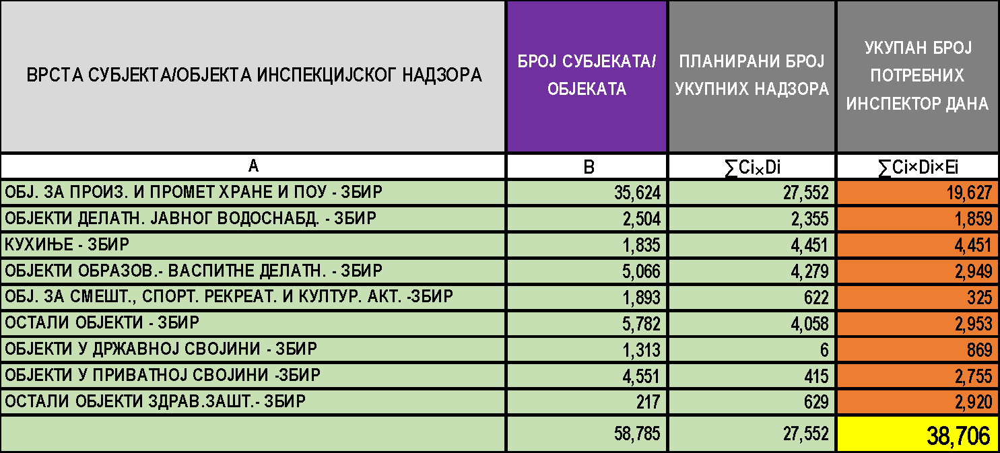 ВРСТА СУБЈЕКТА/ОБЈЕКТА ИНСПЕКЦИЈСКОГ НАДЗОРА
БРОЈ СУБЈЕКАТА/
ОБЈЕКАТА
ПЛАНИРАНИ БРОЈ
УКУПНИХ НАДЗОРА
УКУПАН БРОЈ
ПОТРЕБНИХ
ИНСПЕКТОР ДАНА
А B ∑Ci×Di ∑Ci×Di×Ei
ОБЈ. ЗА ПРОИЗ. И ПРОМЕТ ХРАНЕ И ПОУ - ЗБИР 35,624 27,552 19,627
ОБЈЕКТИ ДЕЛАТН. ЈАВНОГ ВОДОСНАБД. - ЗБИР 2,504 2,355 1,859
КУХИЊЕ - ЗБИР 1,835 4,451 4,451
ОБЈЕКТИ ОБРАЗОВ.- ВАСПИТНЕ ДЕЛАТН. - ЗБИР 5,066 4,279 2,949
ОБЈ. ЗА СМЕШТ., СПОРТ. РЕКРЕАТ. И КУЛТУР. АКТ. -ЗБИР 1,893 622 325
ОСТАЛИ ОБЈЕКТИ - ЗБИР 5,782 4,058 2,953
ОБЈЕКТИ У ДРЖАВНОЈ СВОЈИНИ - ЗБИР 1,313 6 869
ОБЈЕКТИ У ПРИВАТНОЈ СВОЈИНИ -ЗБИР 4,551 415 2,755
ОСТАЛИ ОБЈЕКТИ ЗДРАВ.ЗАШТ.- ЗБИР 217 629 2,920
58,785 27,552 38,706